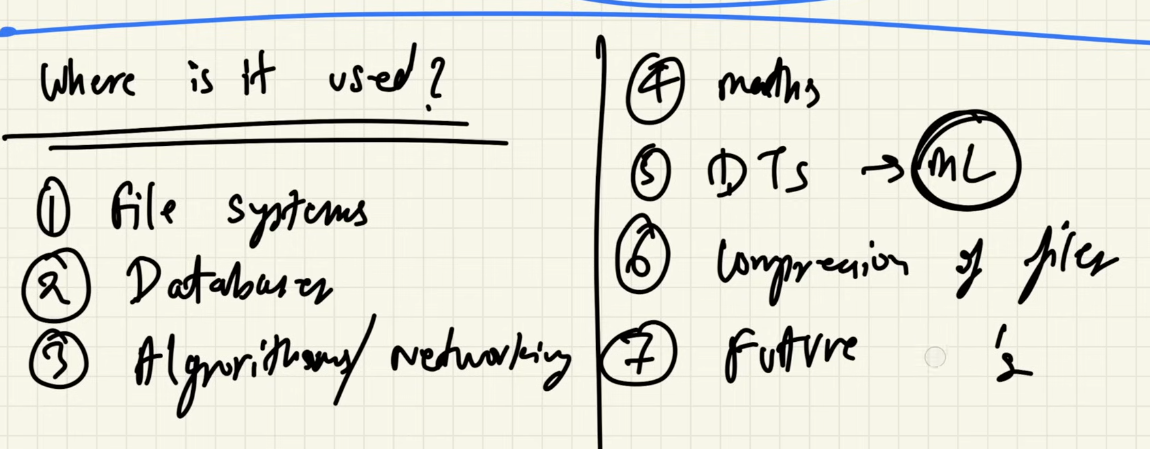 Where is it used?
① File systems
② Databases
③ Algorithms/ Networking
④ maths
⑤ DTs → ML
⑥ Compression of files
⑦ Future